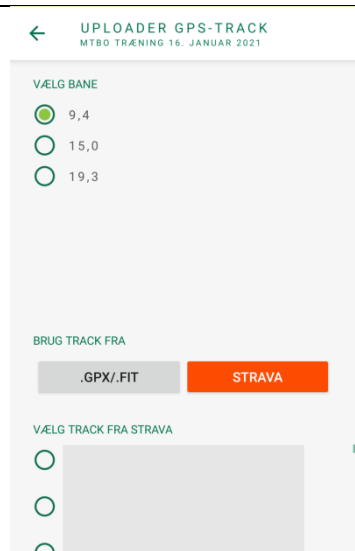 UPLOADER GPS-TRACK
MTBO TRÆNING 16. JANUAR 2021
VÆLG BANE
9,4
15,0
19,3
BRUG TRACK FRA
.GPX/.FIT
STRAVA
VÆLG TRACK FRA STRAVA